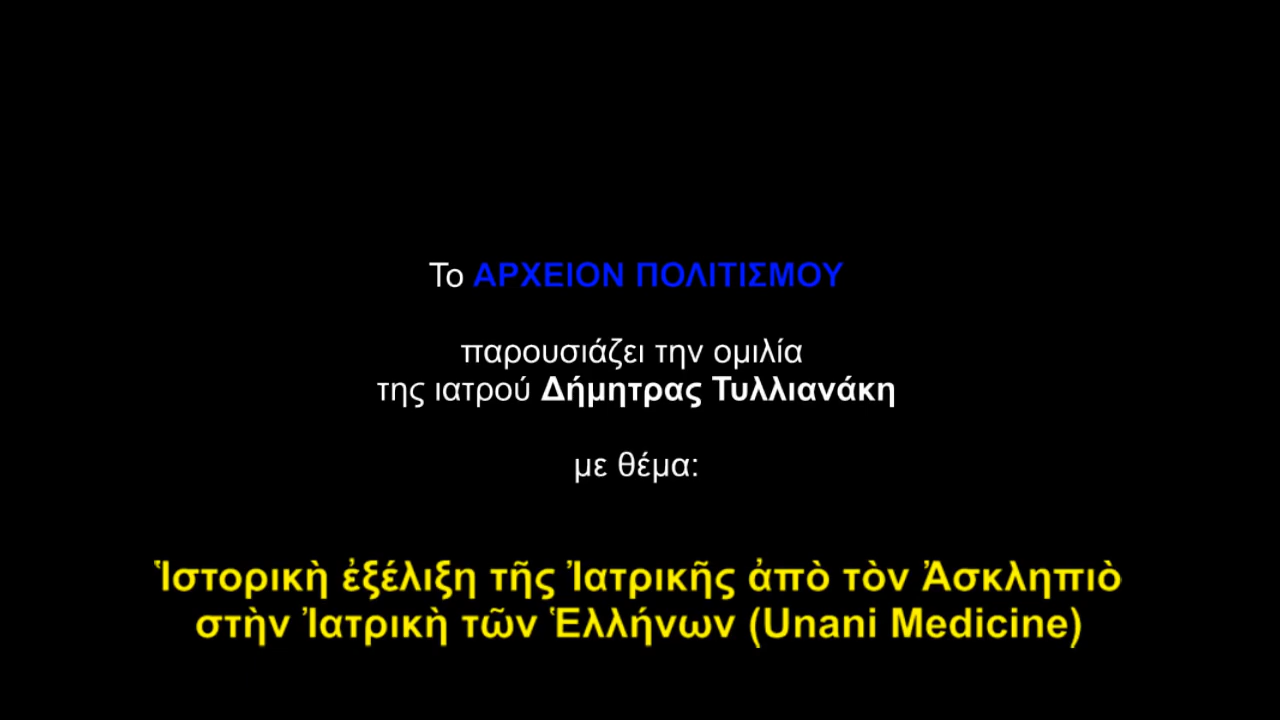 Το ΑΡΧΕΙΟΝ ΠΟΛΙΤΙΣΜΟΥ
παρουσιάζει την ομιλία
της ιατρού Δήμητρας Τυλλιανάκη
με θέμα:
Ἱστορικὴ ἐξέλιξη τῆς Ἰατρικῆς ἀπὸ τὸν Ἀσκληπιὸ
στὴν Ἰατρικὴ τῶν Ἑλλήνων (Unani Medicine)